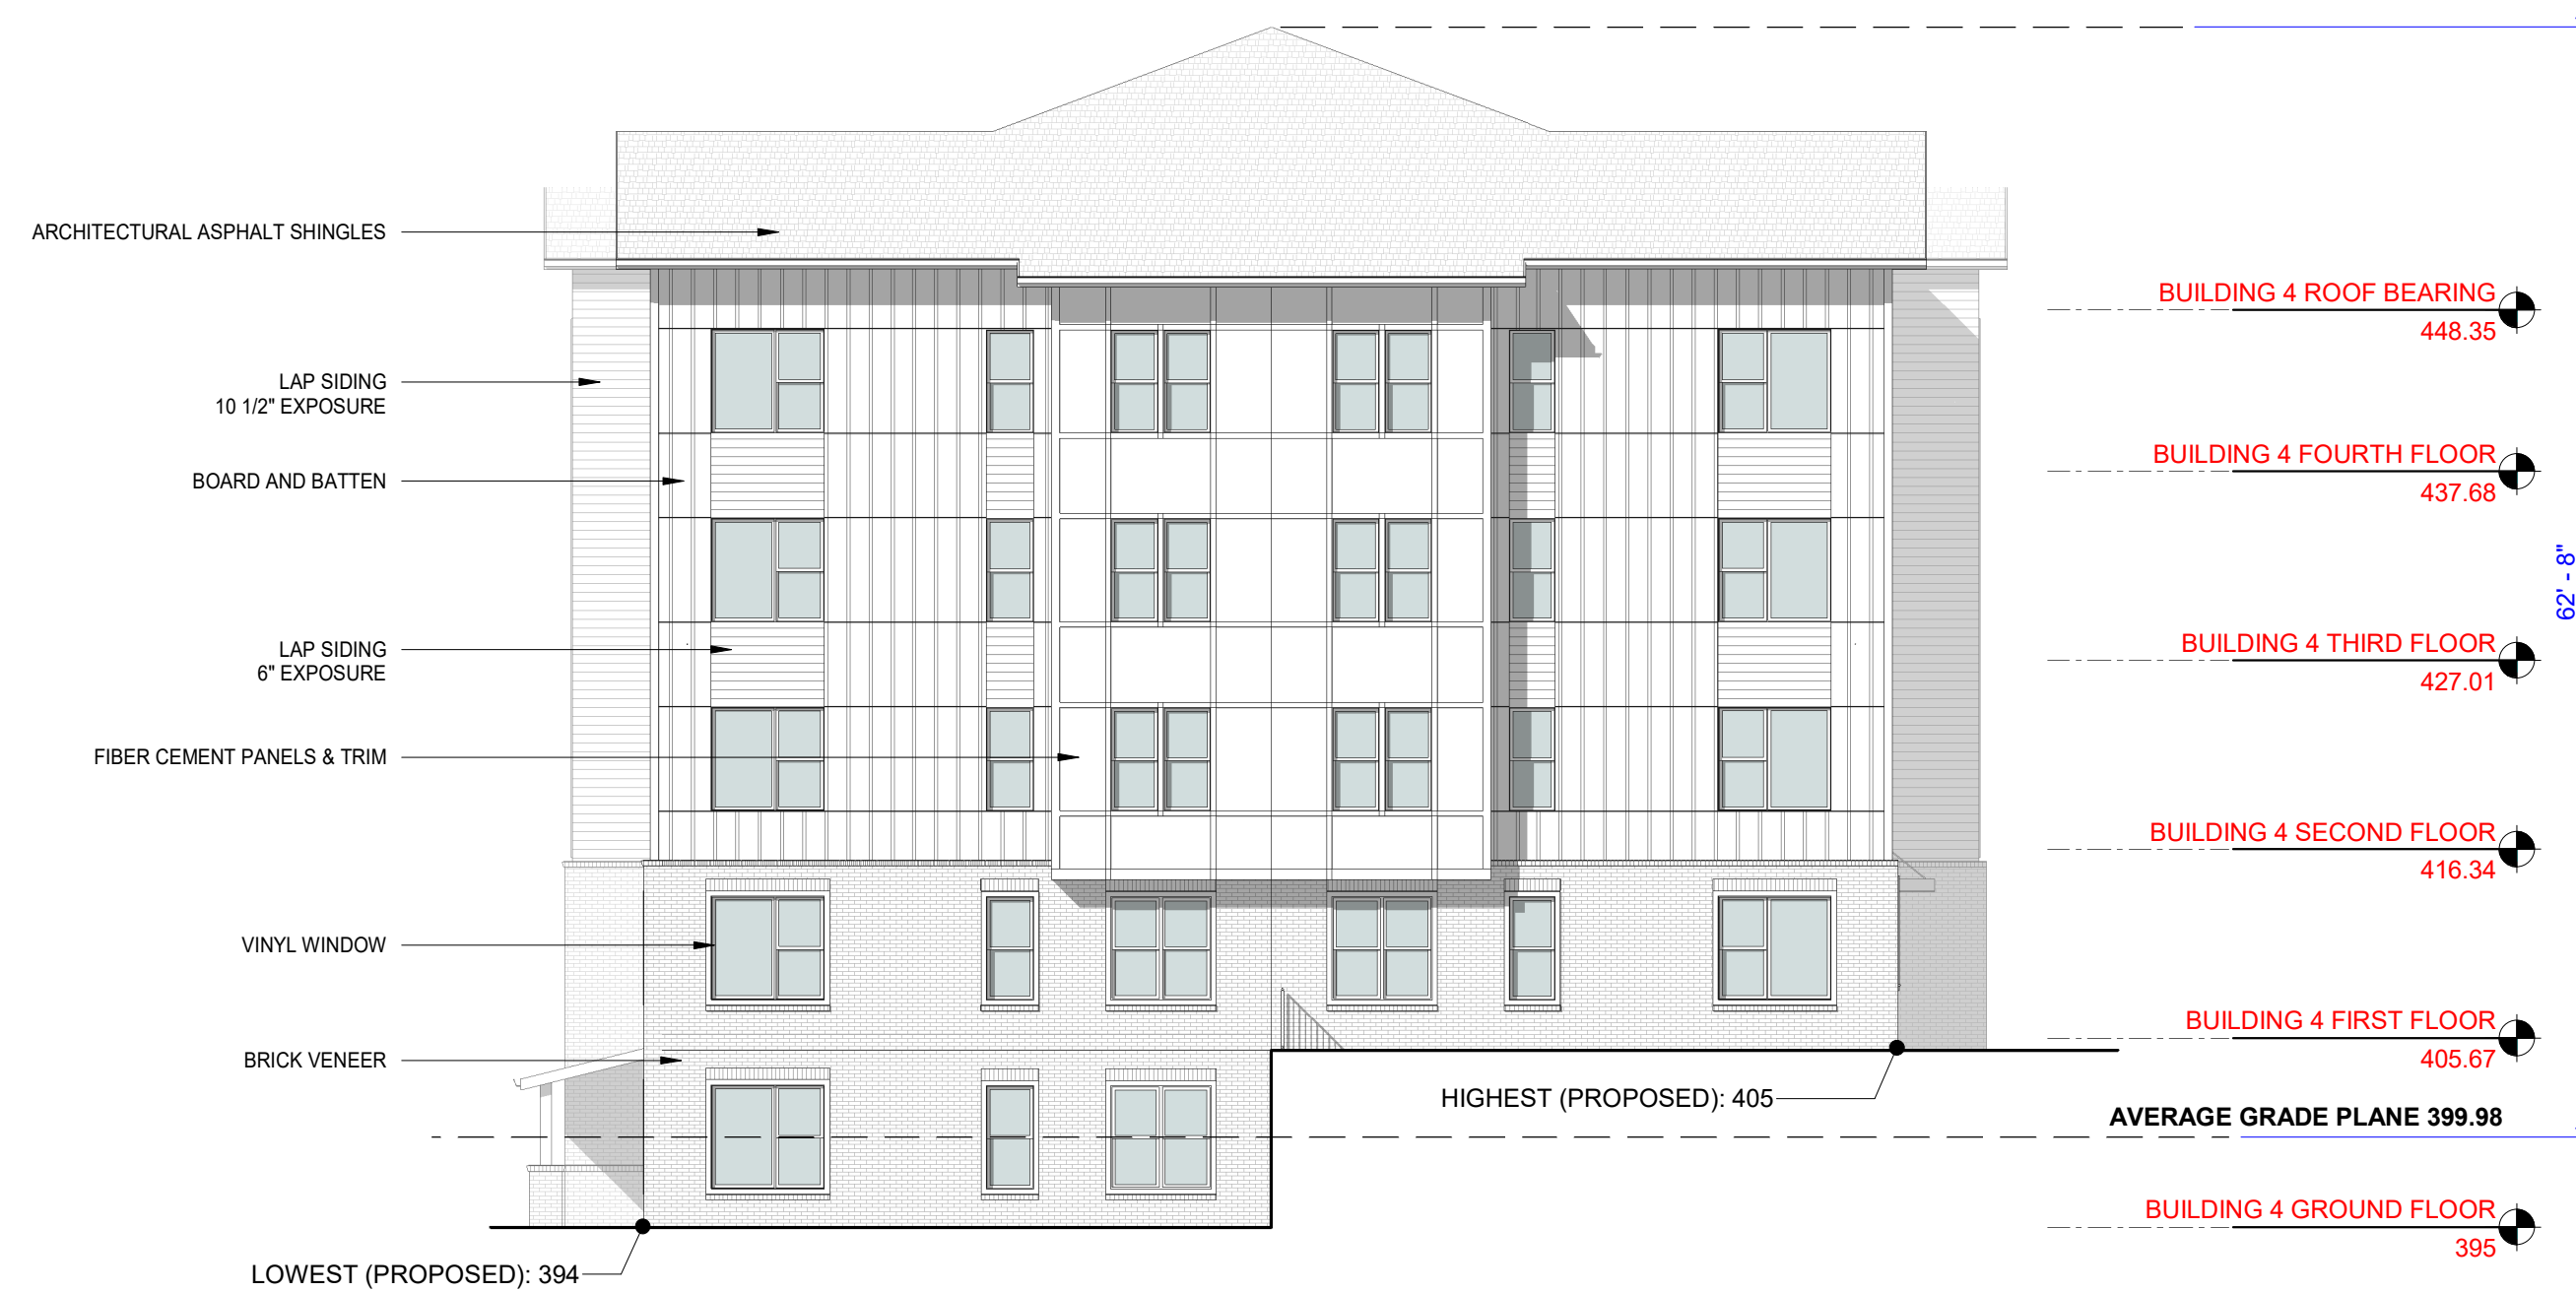 ARCHITECTURAL ASPHALT SHINGLES
LAP SIDING
10 1/2" EXPOSURE
BOARD AND BATTEN
LAP SIDING
6" EXPOSURE
FIBER CEMENT PANELS & TRIM
VINYL WINDOW
BRICK VENEER
LOWEST (PROPOSED): 394
HIGHEST (PROPOSED): 405
BUILDING 4 ROOF BEARING
448.35
BUILDING 4 FOURTH FLOOR
437.68
62' - 8"
BUILDING 4 THIRD FLOOR
427.01
BUILDING 4 SECOND FLOOR
416.34
BUILDING 4 FIRST FLOOR
405.67
AVERAGE GRADE PLANE 399.98
BUILDING 4 GROUND FLOOR
395